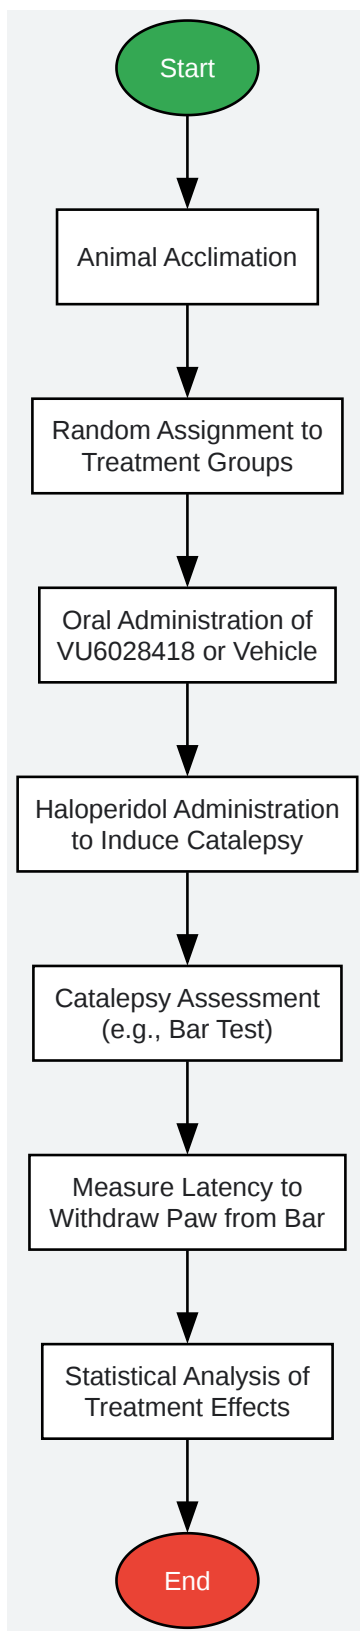 Start
Animal Acclimation
Random Assignment to
Treatment Groups
Oral Administration of
VU6028418 or Vehicle
Haloperidol Administration
to Induce Catalepsy
Catalepsy Assessment
(e.g., Bar Test)
Measure Latency to
Withdraw Paw from Bar
Statistical Analysis of
Treatment Effects
End